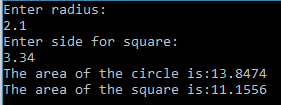 Enter radius:
2.1
Enter side for square:
3.34
The area of the circle is:13.8474
The area of the square is:11.1556